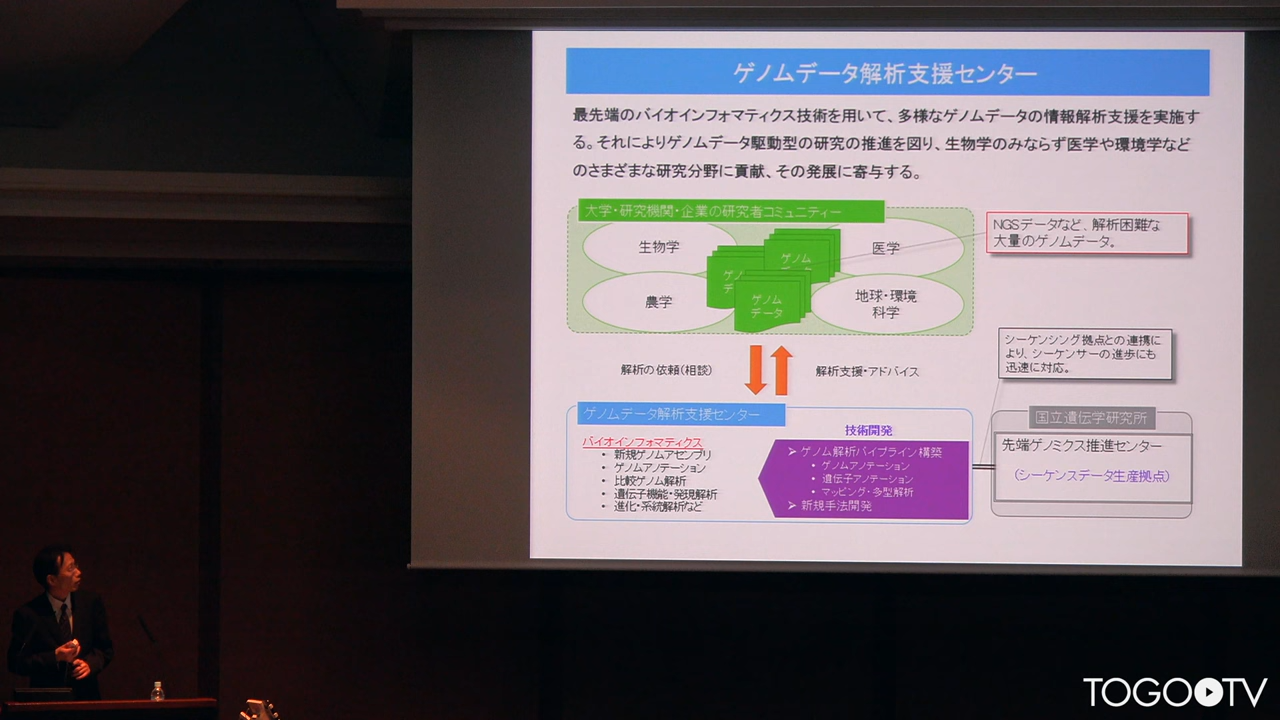 ゲノムデータ解析支援センター
最先端のバイオインフォマティクス技術を用いて、多様なゲノムデータの情報解析支援を実施す
る。それによりゲノムデータ駆動型の研究の推進を図り、生物学のみならず医学や環境学など
のさまざまな研究分野に貢献、その発展に寄与する。
大学・研究機関・企業の研究者コミュニティー
生物学
医学
農学
地球・環境
科学
ゲノム
データ
ゲノ
デ
ゲノム
データ
NGSデータなど、解析困難な
大量のゲノムデータ。
シーケンシング拠点との連携に
より、シーケンサーの進歩にも
迅速に対応。
解析の依頼(相談)
解析支援・アドバイス
ゲノムデータ解析支援センター
バイオインフォマティクス
• 新規ゲノムアセンブリ
• ゲノムアノテーション
• 比較ゲノム解析
• 遺伝子機能・発現解析
• 進化・系統解析など
技術開発
➢ ゲノム解析パイプライン構築
• ゲノムアノテーション
• 遺伝子アノテーション
• マッピング・多型解析
➢ 新規手法開発
国立遺伝学研究所
先端ゲノミクス推進センター
(シーケンスデータ生産拠点)
TOGO TV